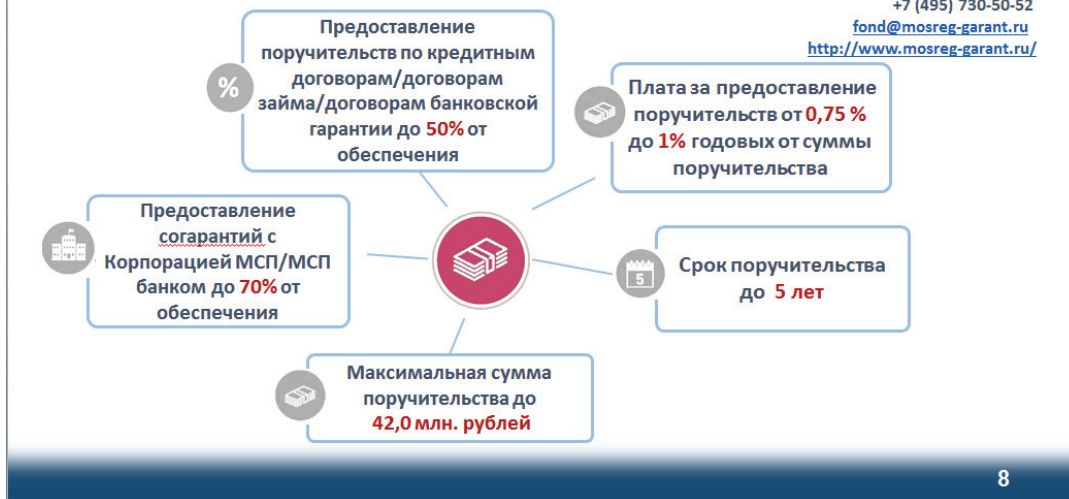 +7 (495) 730-50-52
fond@mosreg-garant.ru
http://www.mosreg-garant.ru/
Предоставление
поручительств по кредитным
договорам/договорам
займа/договорам банковской
гарантии до 50% от
обеспечения
%
Плата за предоставление
поручительств от 0,75 %
до 1% годовых от суммы
поручительства
Предоставление
согарантий с
Корпорацией МСП/МСП
банком до 70% от
обеспечения
5
Срок поручительства
до 5 лет
Максимальная сумма
поручительства до
42,0 млн. рублей
8